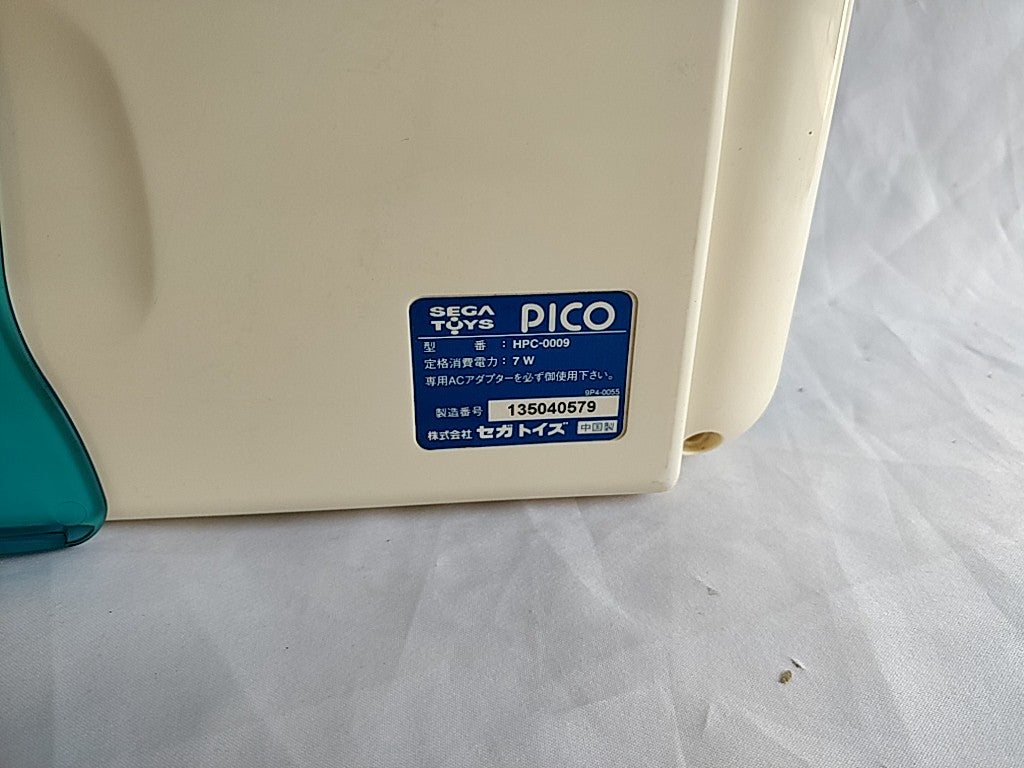 SEGA TOYS PICO
型 番 : HPC-0009
定格消費電力 : 7 W
専用ACアダプターを必ず御使用下さい。
9P4-0055
製造番号 135040579
株式会社 セガトイズ 中国製